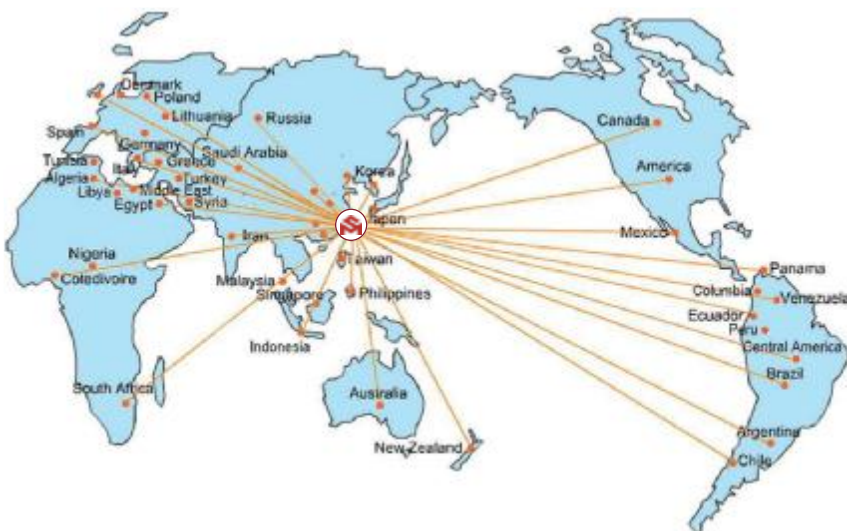 Denmark
Poland
Lithuania
Russia
Spain
Germany
Saudi Arabia
Tunisia
Italy
Greece
Korea
Algeria
Turkey
Libya
Middle East
Egypt
Syria
Japan
Iran
Nigeria
Cotedivoire
Taiwan
Malaysia
Singapore
Philippines
Indonesia
South Africa
Ausiralia
New Zealand
Canada
America
Mexico
Panama
Columbia
Venezuela
Ecuador
Peru
Central America
Brazil
Argentina
Chile